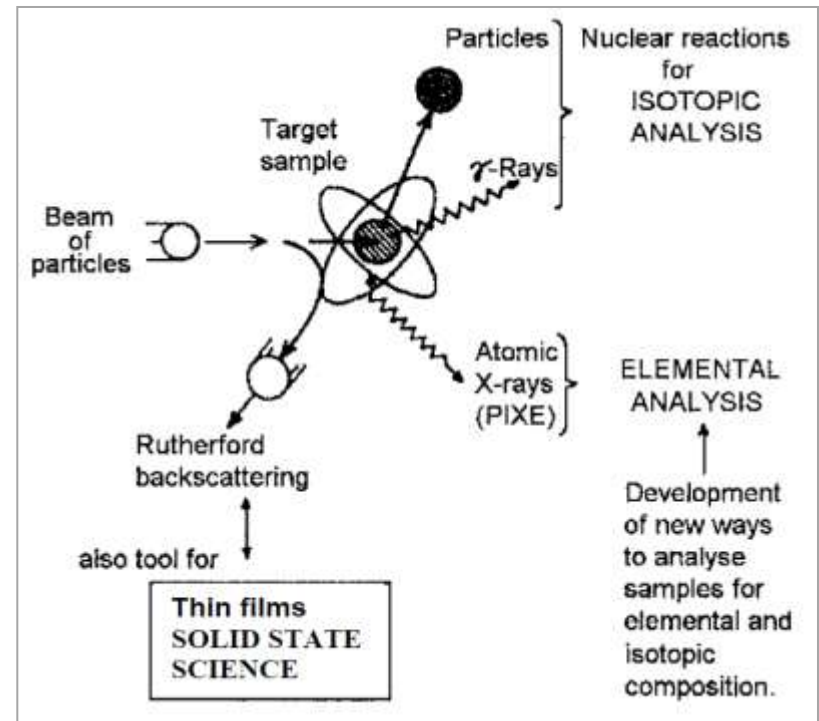 Particles
Nuclear reactions
for
ISOTOPIC
ANALYSIS
Target
sample
γ-Rays
Beam
of
particles
Atomic
X-rays
(PIXE)
ELEMENTAL
ANALYSIS
Rutherford
backscattering
Development
of new ways
to analyse
samples for
elemental and
isotopic
composition.
also tool for
Thin films
SOLID STATE
SCIENCE